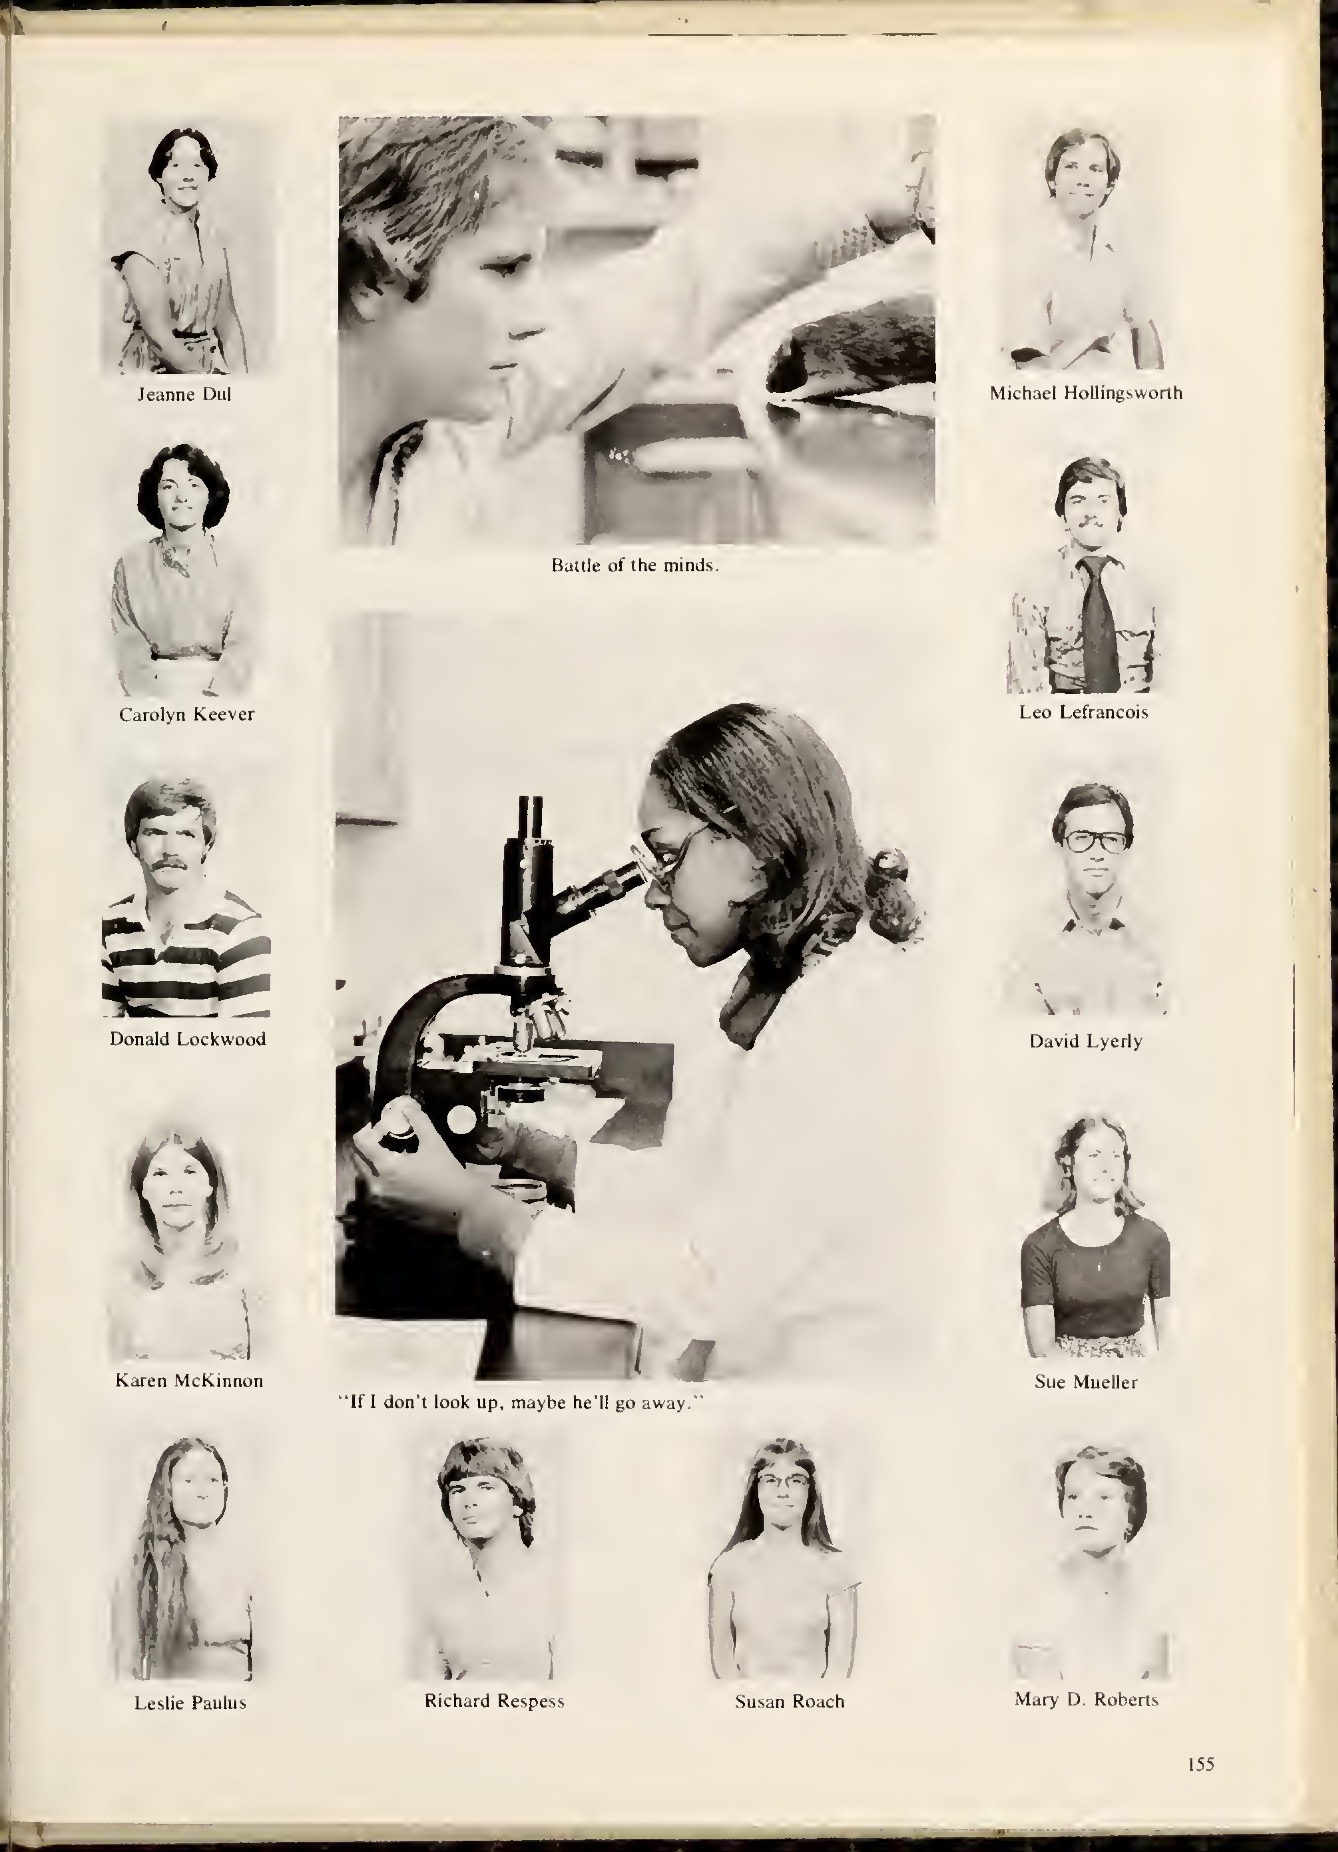 Jeanne Dul
Michael Hollingsworth
Battle of the minds.
Carolyn Keever
Leo Lefrancois
Donald Lockwood
David Lyerly
Karen McKinnon
Sue Mueller
"If I don't look up, maybe he'll go away."
Leslie Paulus
Richard Respess
Susan Roach
Mary D. Roberts
155